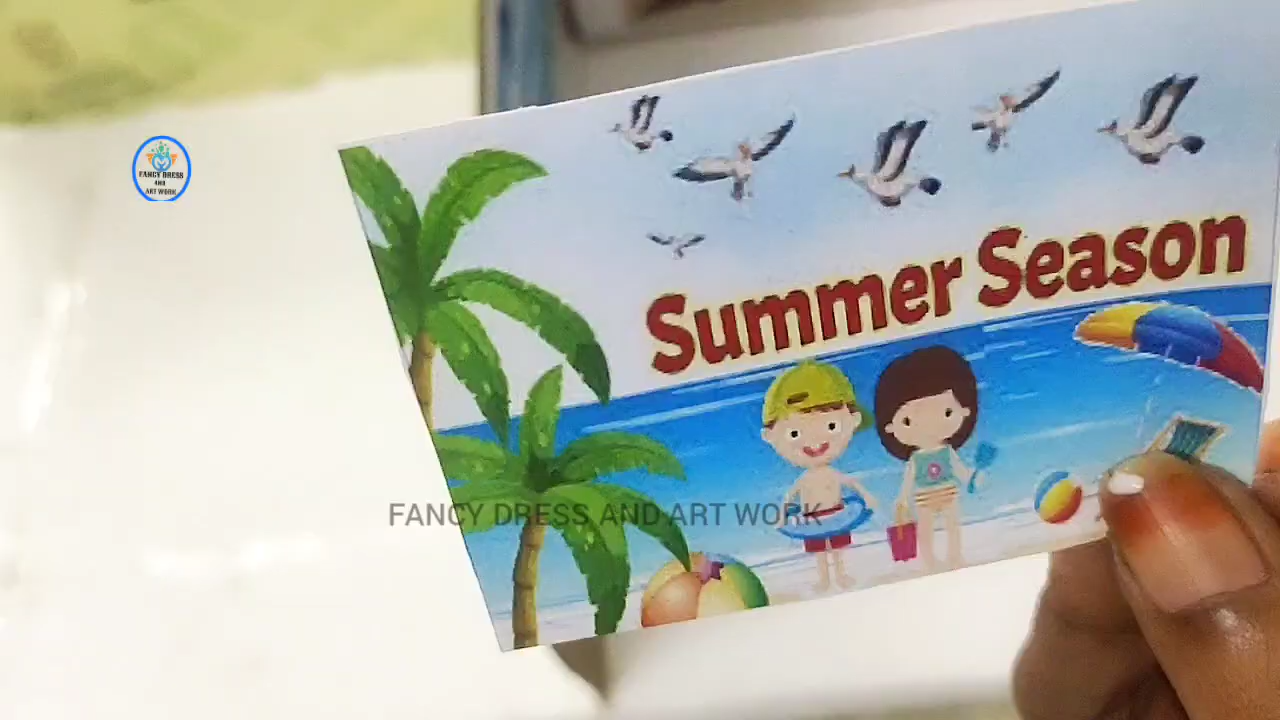 FANCY DRESS
AND
ART WORK
Summer Season
FANCY DRESS AND ART WORK